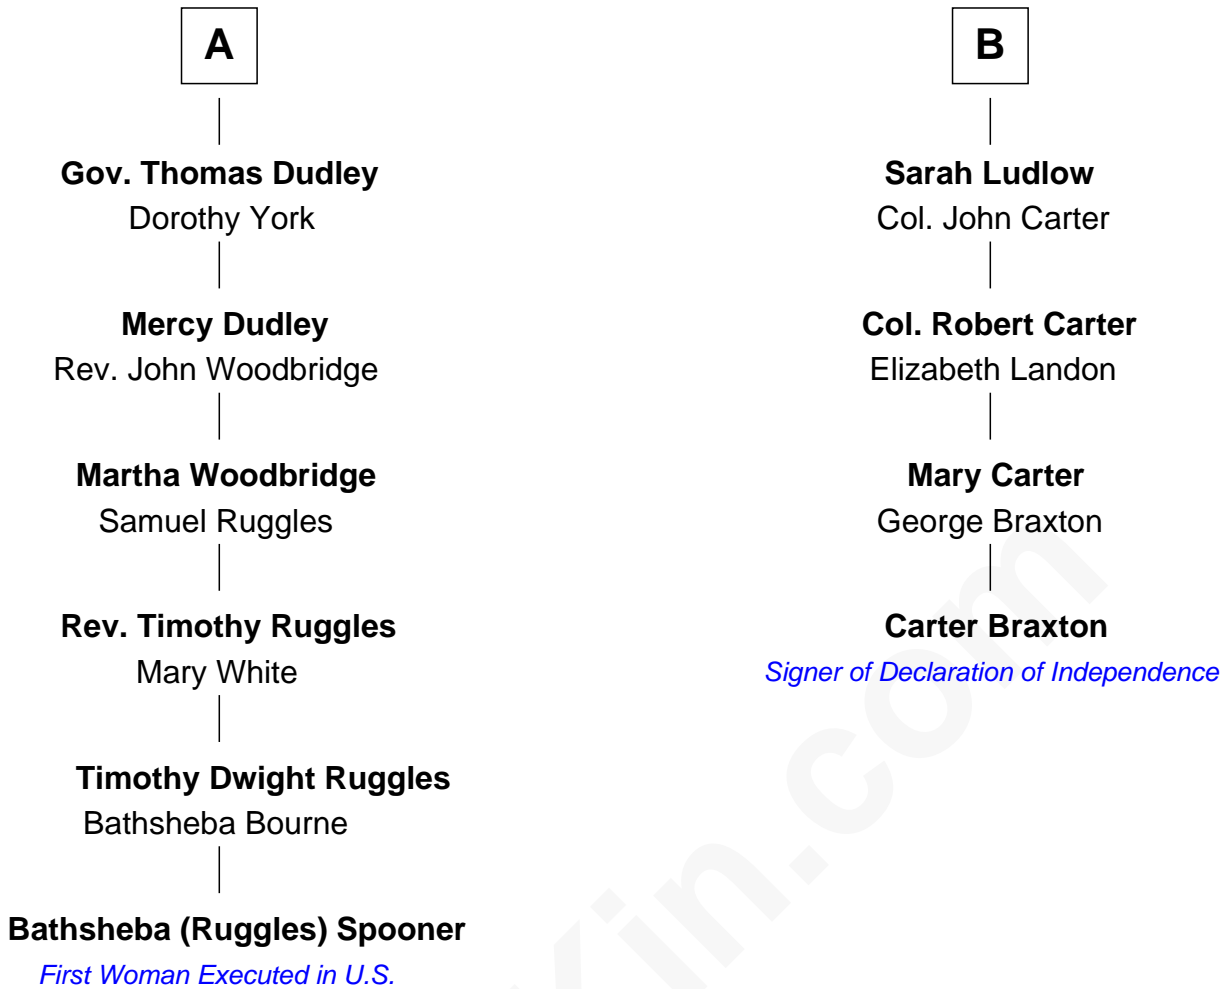 A
Gov. Thomas Dudley
Dorothy York
Mercy Dudley
Rev. John Woodbridge
Martha Woodbridge
Samuel Ruggles
Rev. Timothy Ruggles
Mary White
Timothy Dwight Ruggles
Bathsheba Bourne
Bathsheba (Ruggles) Spooner
First Woman Executed in U.S.
B
Sarah Ludlow
Col. John Carter
Col. Robert Carter
Elizabeth Landon
Mary Carter
George Braxton
Carter Braxton
Signer of Declaration of Independence
Kin.com